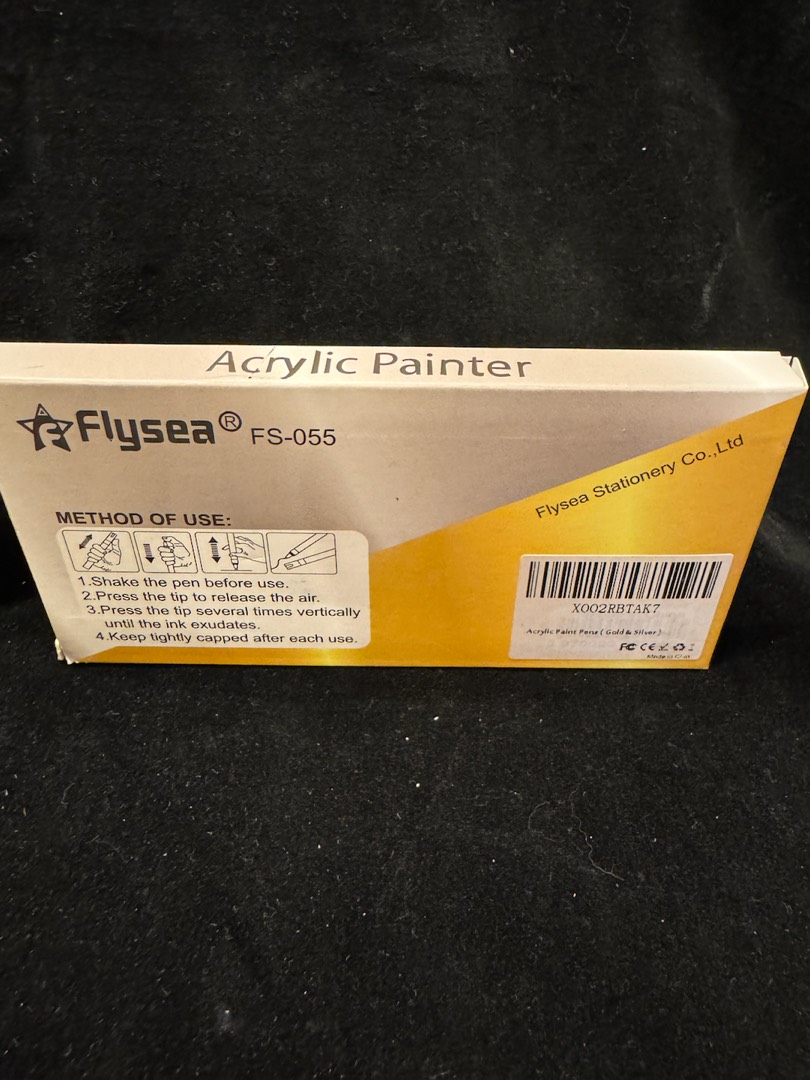 Acrylic Painter
Flysea® FS-055
Flysea Stationery Co.,Ltd
METHOD OF USE:
1.Shake the pen before use.
2.Press the tip to release the air.
3.Press the tip several times vertically
until the ink exudates.
4.Keep tightly capped after each use.
X002RBTAK7
Acrylic Paint Pens ( Gold & Silver )
FC CE